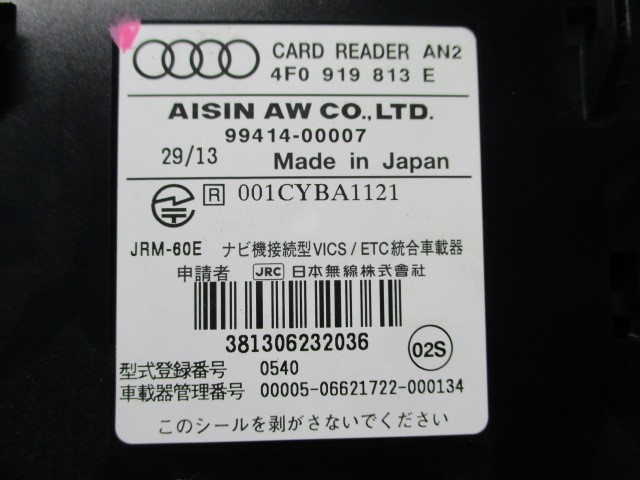 CARD READER AN2
4F0 919 813 E
AISIN AW CO.,LTD.
99414-00007
29/13 Made in Japan
R 001CYBA1121
JRM-60E ナビ機接続型VICS/ETC統合車載器
申請者 JRC 日本無線株式會社
381306232036
02S
型式登録番号 0540
車載器管理番号 00005-06621722-000134
このシールを剥がさないでください